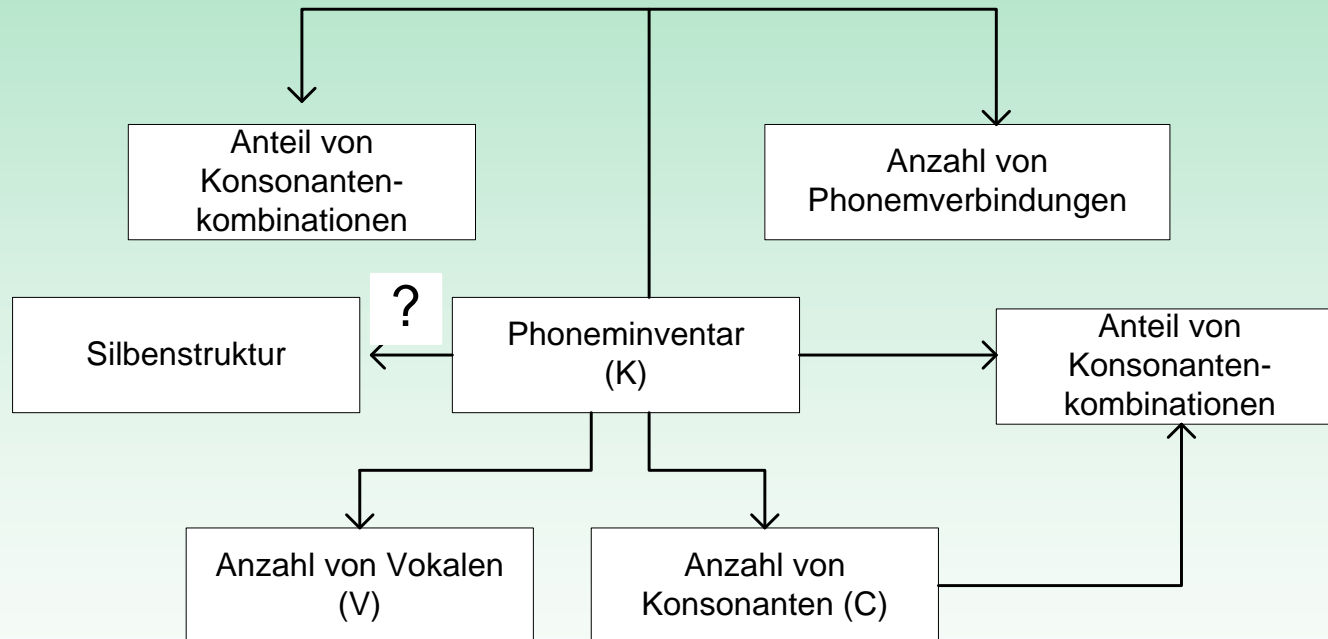 Anteil von
Konsonanten-
kombinationen
Anzahl von
Phonemverbindungen
Silbenstruktur
?
Phoneminventar
(K)
Anteil von
Konsonanten-
kombinationen
Anzahl von Vokalen
(V)
Anzahl von
Konsonanten (C)